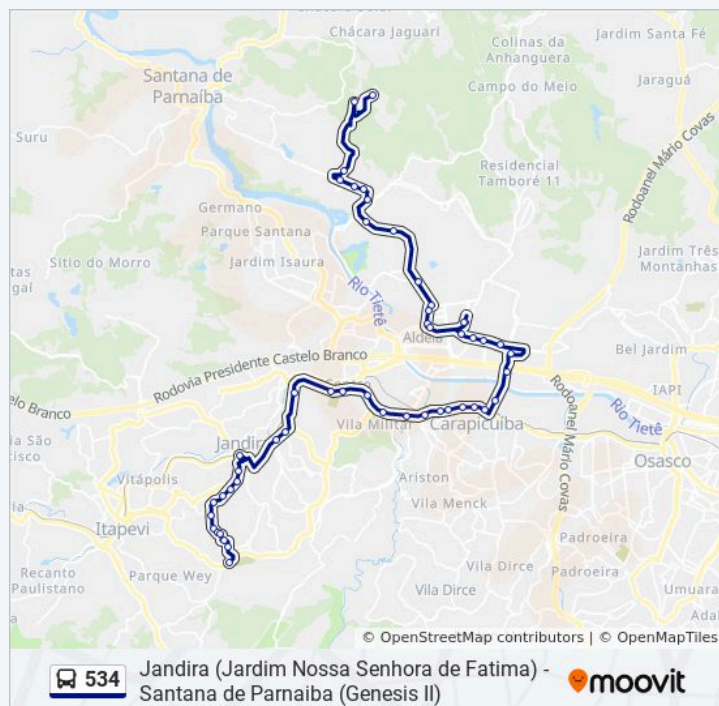 Chácara Jaguari
Jardim Santa Fé
Colinas da
Anhanguera
Santana de
Parnaíba
Campo do Meio
Jaraguá
Suru
Residencial
Tamboré 11
Rodoanel Mário Covas
Germano
Parque Santana
Jardim Três
Montanhas
Sitio do Morro
Jardim Isaura
Rio Tietê
Aldeia
Bel Jardim
Rodovia Presidente Castelo Branco
IAPI
elo Branco
Rodoanel Mário Covas
Rio Tietê
Vila Militar
Carapicuíba
Jandira
Osasco
Vitápolis
Ariston
Vila Menck
Itapevi
Padroeira
Recanto
Paulistano
Parque Wey
Vila Dirce
Padroeira
Vila Dirce
Umuara
© OpenStreetMap contributors | © OpenMapTiles
534
Jandira (Jardim Nossa Senhora de Fatima) -
Santana de Parnaiba (Genesis II)
moovit